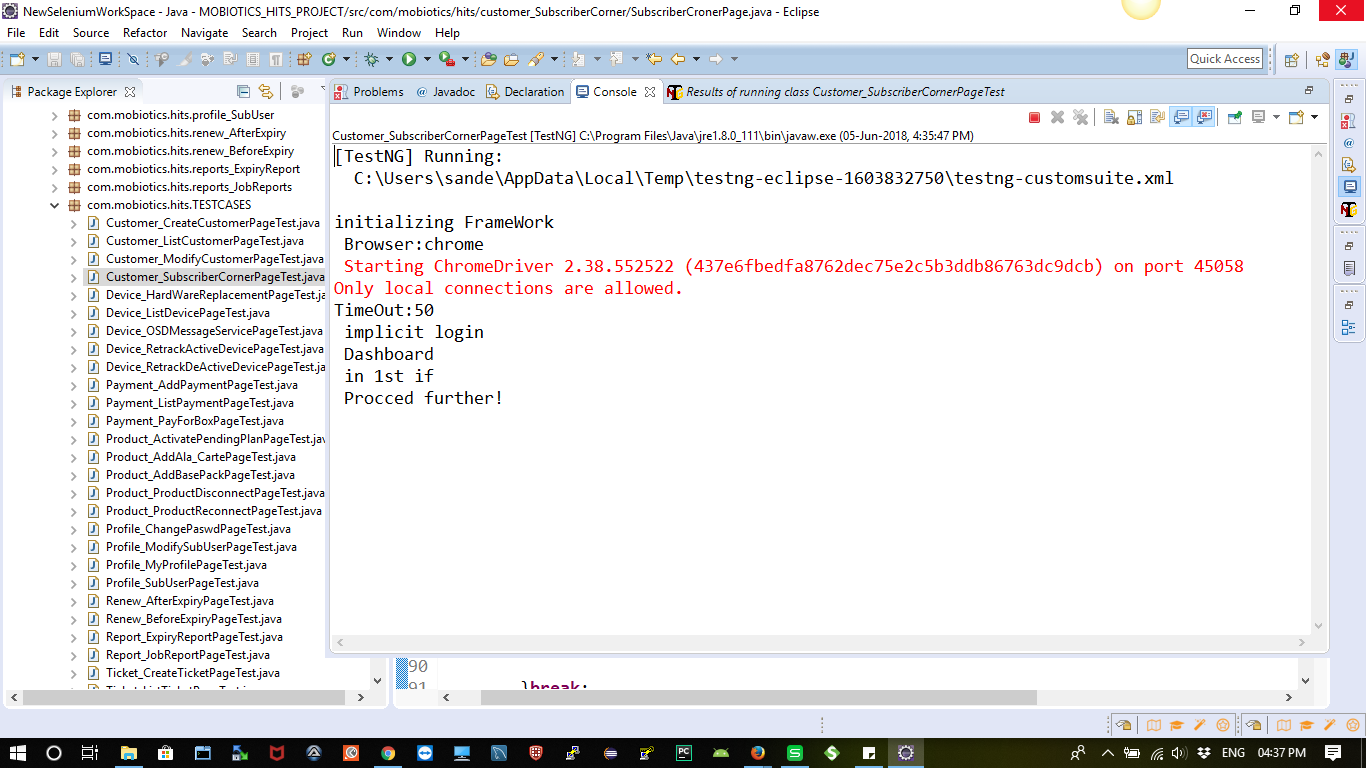 NewSeleniumWorkSpace - Java - MOBIOTICS_HITS_PROJECT/src/com/mobiotics/hits/customer_SubscriberCorner/SubscriberCronerPage.java - Eclipse
File Edit Source Refactor Navigate Search Project Run Window Help
Quick Access
Package Explorer
Problems @ Javadoc Declaration Console Results of running class Customer_SubscriberCornerPageTest
Customer_SubscriberCornerPageTest [TestNG] C:\Program Files\Java\jre1.8.0_111\bin\javaw.exe (05-Jun-2018, 4:35:47 PM)
com.mobiotics.hits.profile_SubUser
com.mobiotics.hits.renew_AfterExpiry
com.mobiotics.hits.renew_BeforeExpiry
com.mobiotics.hits.reports_ExpiryReport
com.mobiotics.hits.reports_JobReports
com.mobiotics.hits.TESTCASES
Customer_CreateCustomerPageTest.java
Customer_ListCustomerPageTest.java
Customer_ModifyCustomerPageTest.java
Customer_SubscriberCornerPageTest.java
Device_HardWareReplacementPageTest.ja
Device_ListDevicePageTest.java
Device_OSDMessageServicePageTest.java
Device_RetrackActiveDevicePageTest.java
Device_RetrackDeActiveDevicePageTest.ja
Payment_AddPaymentPageTest.java
Payment_ListPaymentPageTest.java
Payment_PayForBoxPageTest.java
Product_ActivatePendingPlanPageTest.jav
Product_AddAla_CartePageTest.java
Product_AddBasePackPageTest.java
Product_ProductDisconnectPageTest.java
Product_ProductReconnectPageTest.java
Profile_ChangePaswdPageTest.java
Profile_ModifySubUserPageTest.java
Profile_MyProfilePageTest.java
Profile_SubUserPageTest.java
Renew_AfterExpiryPageTest.java
Renew_BeforeExpiryPageTest.java
Report_ExpiryReportPageTest.java
Report_JobReportPageTest.java
Ticket_CreateTicketPageTest.java
[TestNG] Running:
C:\Users\sande\AppData\Local\Temp\testng-eclipse-1603832750\testng-customsuite.xml
initializing FrameWork
Browser:chrome
Starting ChromeDriver 2.38.552522 (437e6fbedfa8762dec75e2c5b3ddb86763dc9dcb) on port 45058
Only local connections are allowed.
TimeOut:50
implicit login
Dashboard
in 1st if
Procced further!
90
91 }break;
ENG 04:37 PM